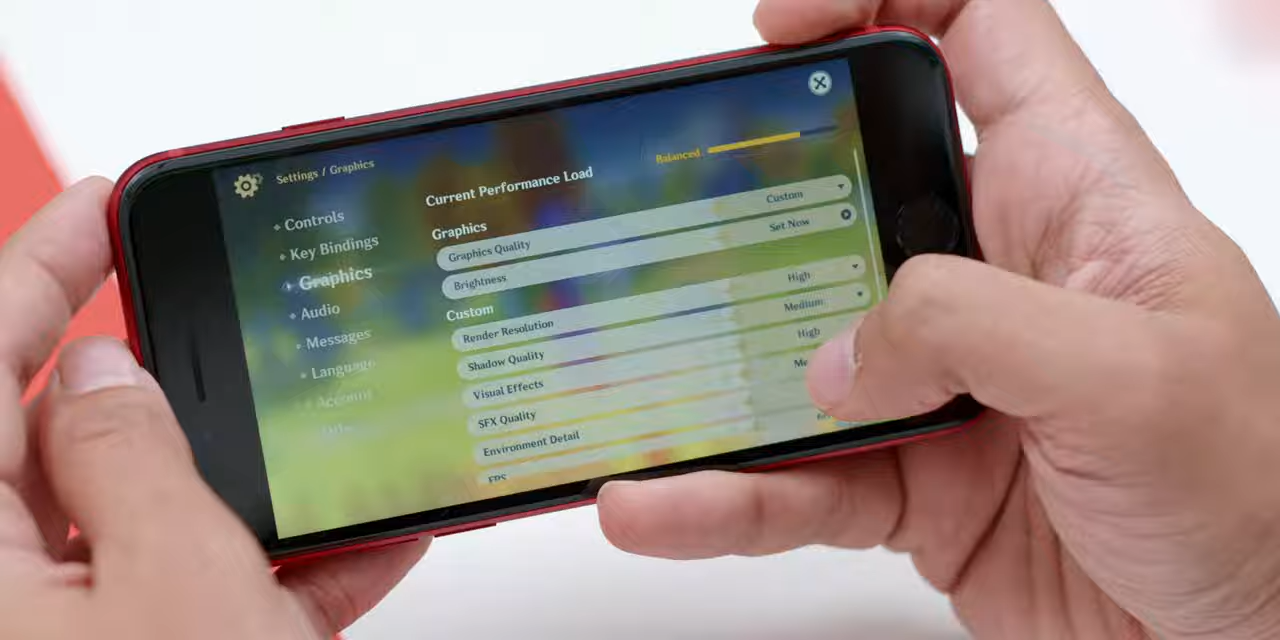 Settings / Graphics
Controls
Key Bindings
Graphics
Audio
Messages
Language
Account
Current Performance Load
Balanced
Graphics
Graphics Quality Custom
Brightness Set Now
Custom
Render Resolution High
Shadow Quality Medium
Visual Effects High
SFX Quality
Environment Detail
FPS